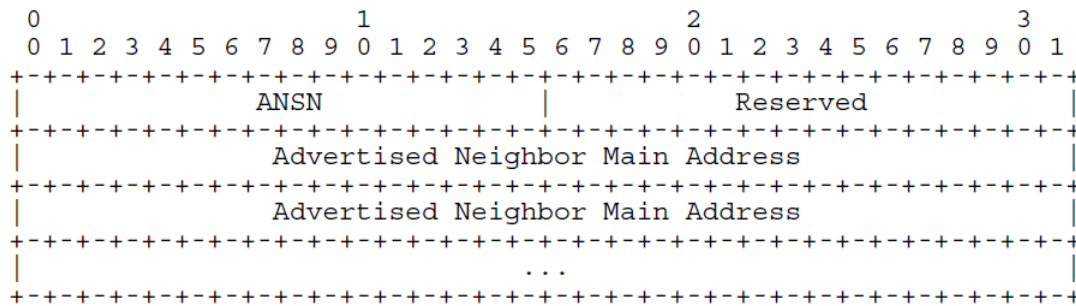 0                   1                   2                   3
 0 1 2 3 4 5 6 7 8 9 0 1 2 3 4 5 6 7 8 9 0 1 2 3 4 5 6 7 8 9 0 1
+-+-+-+-+-+-+-+-+-+-+-+-+-+-+-+-+-+-+-+-+-+-+-+-+-+-+-+-+-+-+-+-+
|              ANSN             |           Reserved            |
+-+-+-+-+-+-+-+-+-+-+-+-+-+-+-+-+-+-+-+-+-+-+-+-+-+-+-+-+-+-+-+-+
|               Advertised Neighbor Main Address                |
+-+-+-+-+-+-+-+-+-+-+-+-+-+-+-+-+-+-+-+-+-+-+-+-+-+-+-+-+-+-+-+-+
|               Advertised Neighbor Main Address                |
+-+-+-+-+-+-+-+-+-+-+-+-+-+-+-+-+-+-+-+-+-+-+-+-+-+-+-+-+-+-+-+-+
|                              ...                              |
+-+-+-+-+-+-+-+-+-+-+-+-+-+-+-+-+-+-+-+-+-+-+-+-+-+-+-+-+-+-+-+-+